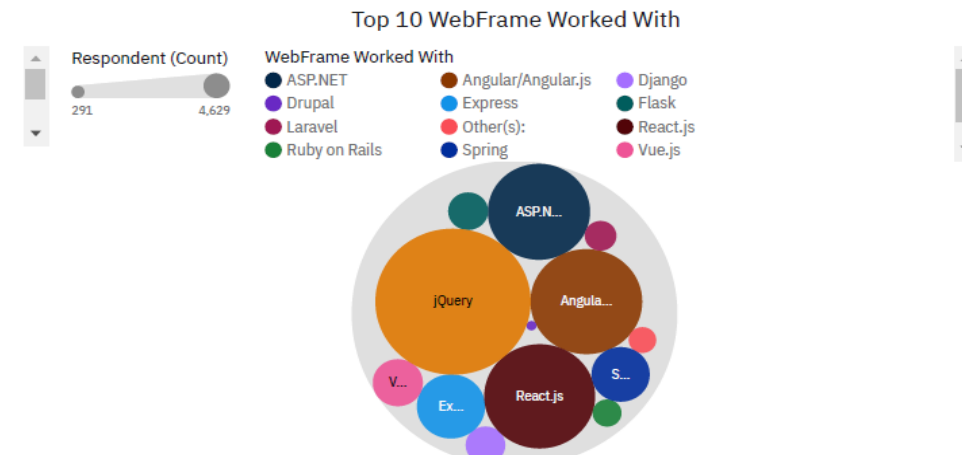 Top 10 WebFrame Worked With
Respondent (Count)
291 4,629
WebFrame Worked With
ASP.NET Angular/Angular.js Django
Drupal Express Flask
Laravel Other(s): React.js
Ruby on Rails Spring Vue.js
ASP.N...
jQuery
Angula...
V...
Ex...
React.js
S...